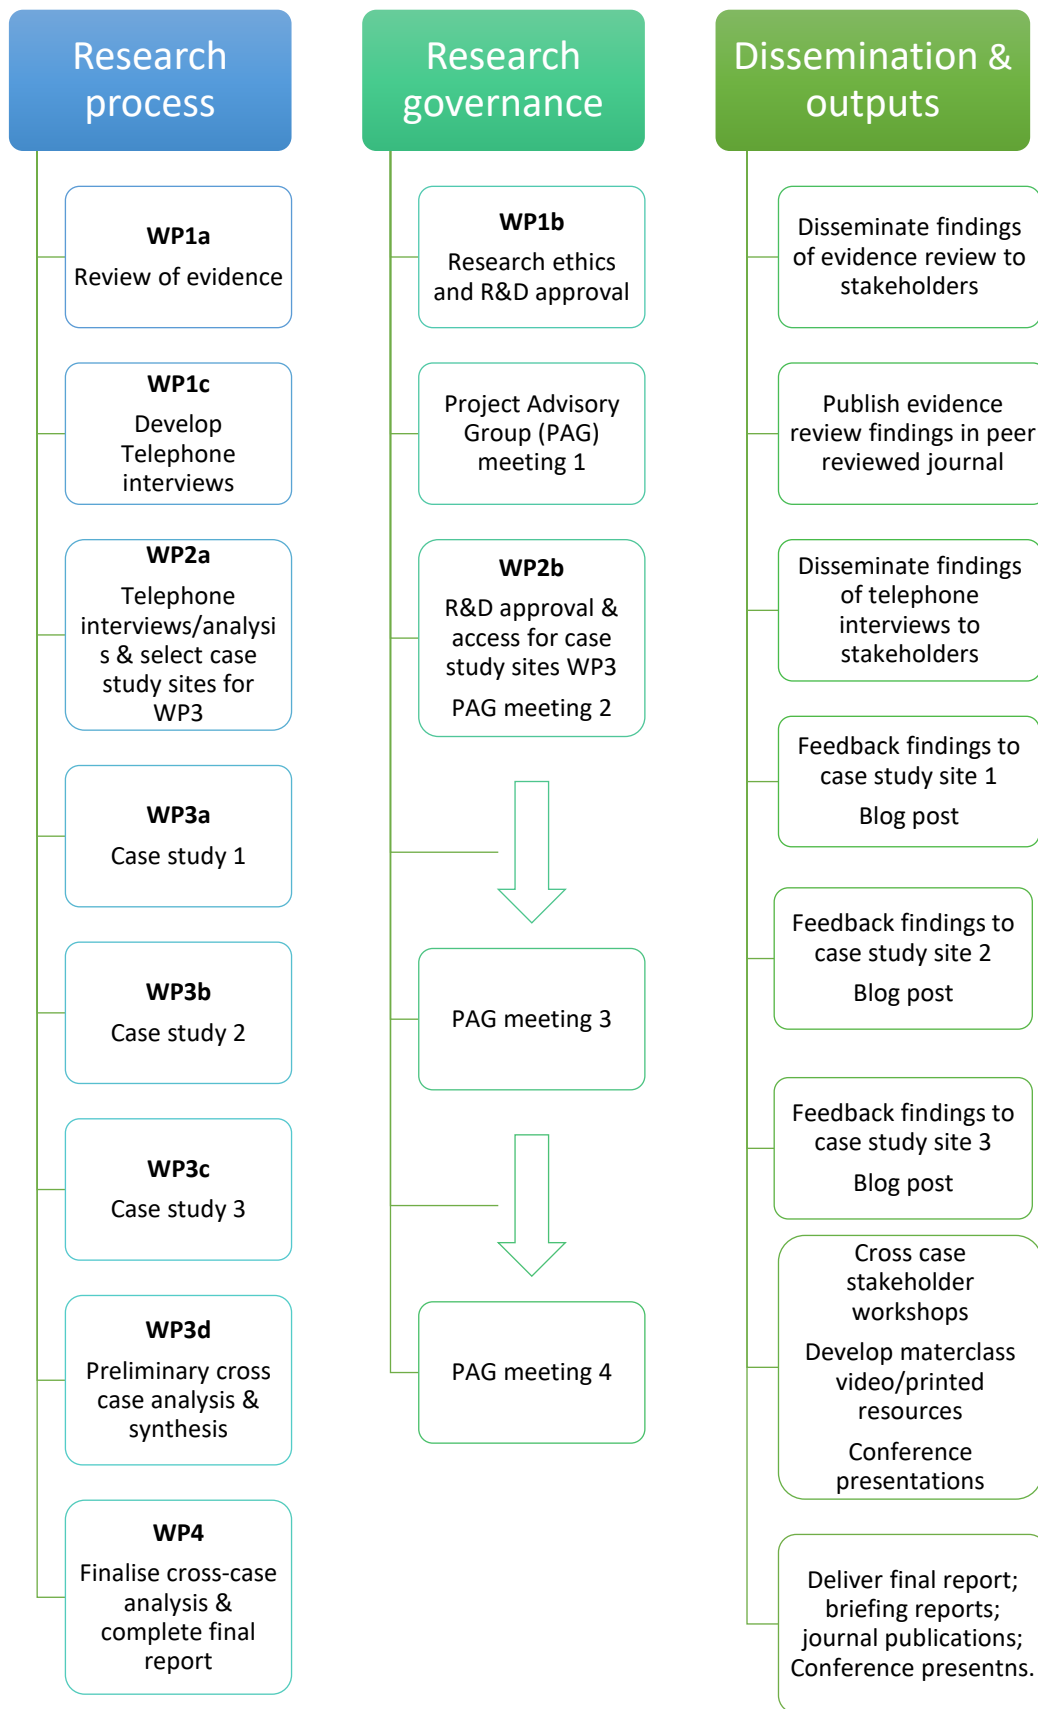 Research
process
WP1a
Review of evidence
WP1c
Develop
Telephone
interviews
WP2a
Telephone
interviews/analysi
s & select case
study sites for
WP3
WP3a
Case study 1
WP3b
Case study 2
WP3c
Case study 3
WP3d
Preliminary cross
case analysis &
synthesis
WP4
Finalise cross-case
analysis &
complete final
report
Research
governance
WP1b
Research ethics
and R&D approval
Project Advisory
Group (PAG)
meeting 1
WP2b
R&D approval &
access for case
study sites WP3
PAG meeting 2
PAG meeting 3
PAG meeting 4
Dissemination &
outputs
Disseminate findings
of evidence review to
stakeholders
Publish evidence
review findings in peer
reviewed journal
Disseminate findings
of telephone
interviews to
stakeholders
Feedback findings to
case study site 1
Blog post
Feedback findings to
case study site 2
Blog post
Feedback findings to
case study site 3
Blog post
Cross case
stakeholder
workshops
Develop materclass
video/printed
resources
Conference
presentations
Deliver final report;
briefing reports;
journal publications;
Conference presentns.